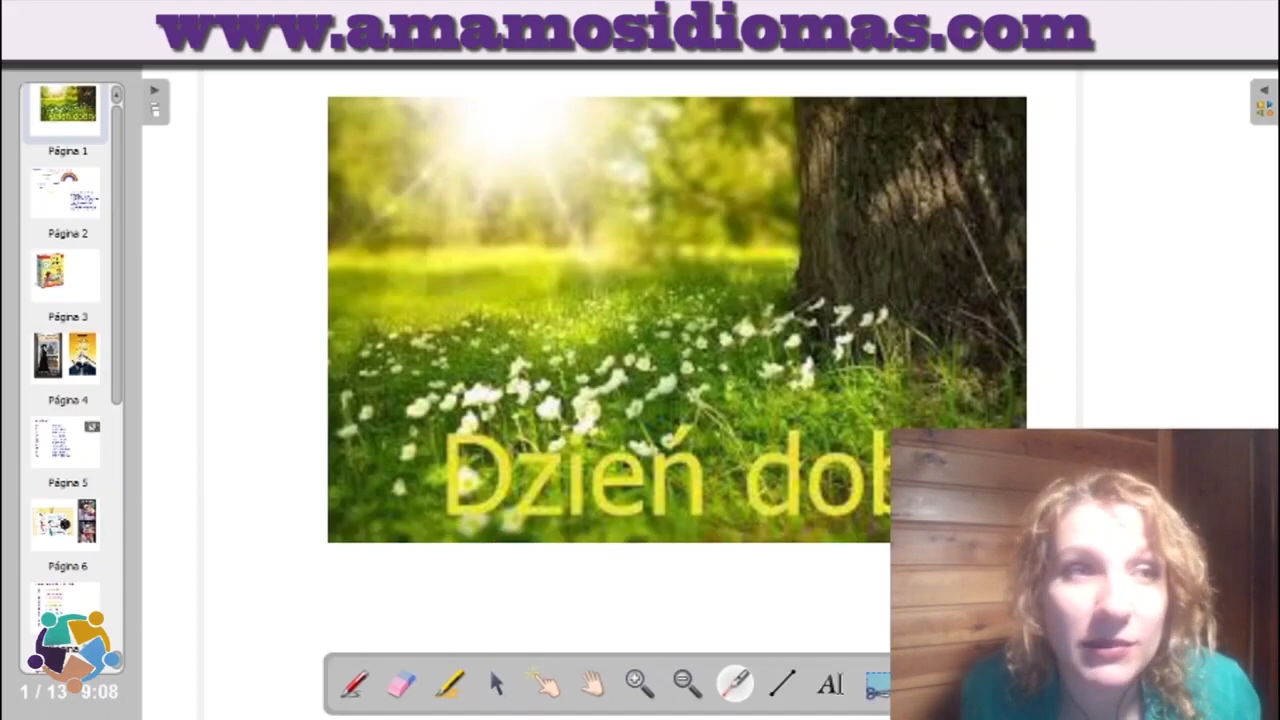 www.amamosidiomas.com
Página 1
Página 2
Página 3
Página 4
Página 5
Página 6
Dzień dob
AI
1 / 13 9:08